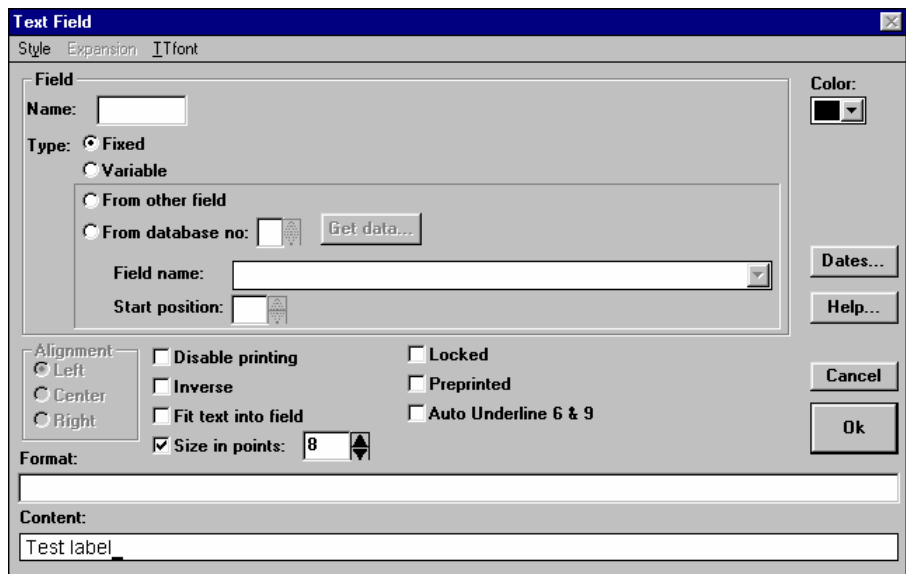 Text Field
Style Expansion TTfont
Field
Color:
Name:
Type: Fixed
Variable
From other field
From database no: Get data...
Dates...
Field name:
Start position:
Help...
Alignment
Left
Center
Right
Disable printing
Inverse
Fit text into field
Size in points: 8
Locked
Preprinted
Auto Underline 6 & 9
Cancel
Ok
Format:
Content:
Test label